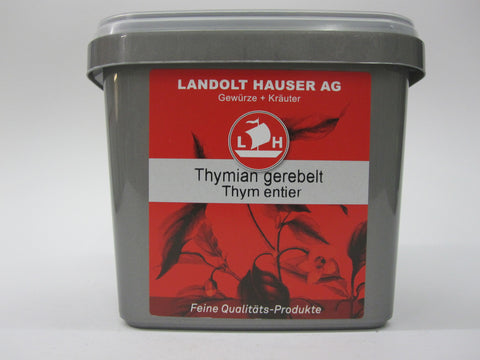 LANDOLT HAUSER AG
Gewürze + Kräuter
L H
Thymian gerebelt
Thym entier
Feine Qualitäts-Produkte